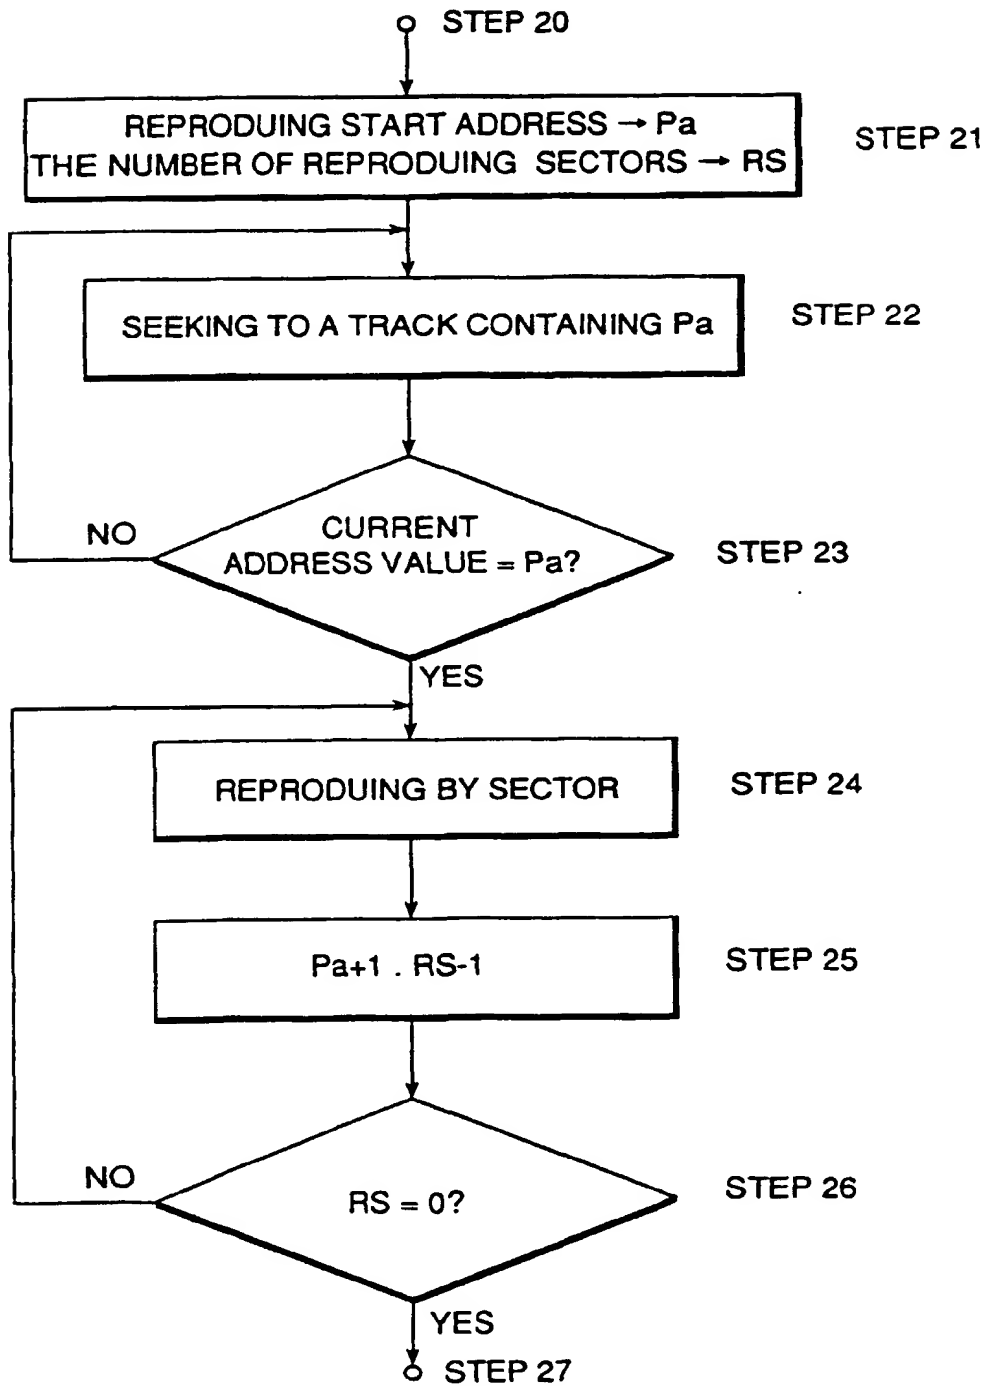 STEP 20
REPRODUING START ADDRESS → Pa
THE NUMBER OF REPRODUING SECTORS → RS
STEP 21
SEEKING TO A TRACK CONTAINING Pa
STEP 22
NO
CURRENT
ADDRESS VALUE = Pa?
STEP 23
YES
REPRODUING BY SECTOR
STEP 24
Pa+1 . RS-1
STEP 25
NO
RS = 0?
STEP 26
YES
STEP 27